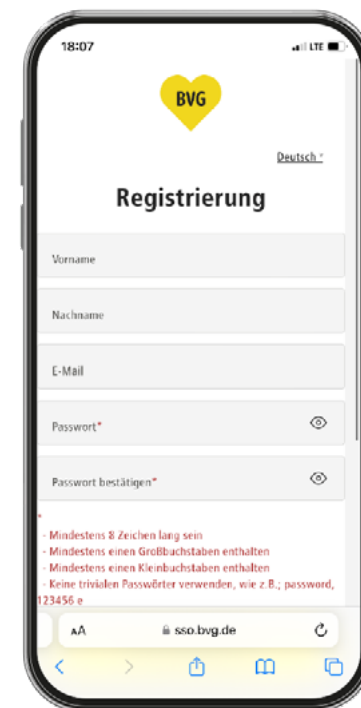 18:07
LTE
BVG
Deutsch
Registrierung
Vorname
Nachname
E-Mail
Passwort*
Passwort bestätigen*
*
- Mindestens 8 Zeichen lang sein
- Mindestens einen Großbuchstaben enthalten
- Mindestens einen Kleinbuchstaben enthalten
- Keine trivialen Passwörter verwenden, wie z.B.; password,
123456 e
AA sso.bvg.de